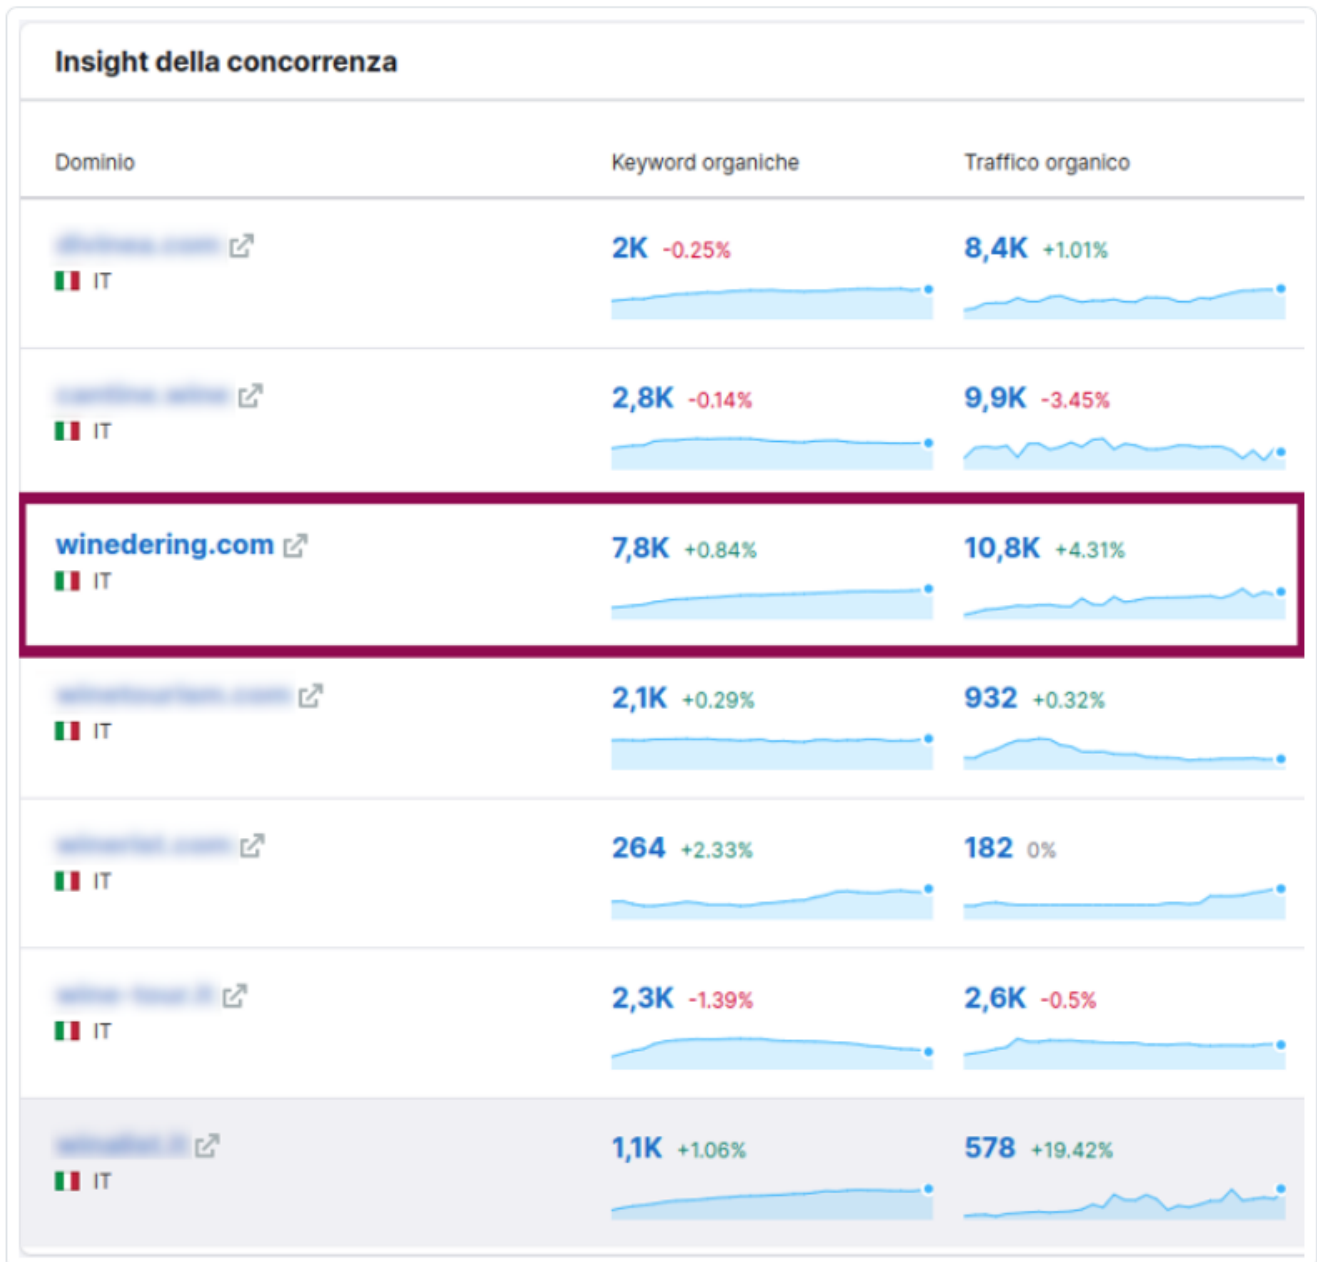 Insight della concorrenza
Dominio Keyword organiche Traffico organico
2K -0.25% 8,4K +1.01%
IT
2,8K -0.14% 9,9K -3.45%
IT
winedering.com 7,8K +0.84% 10,8K +4.31%
IT
2,1K +0.29% 932 +0.32%
IT
264 +2.33% 182 0%
IT
2,3K -1.39% 2,6K -0.5%
IT
1,1K +1.06% 578 +19.42%
IT